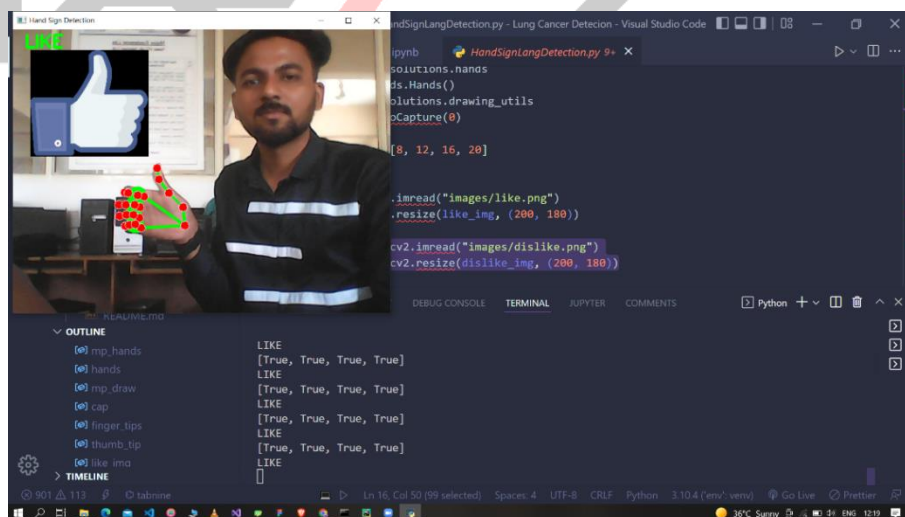 Hand Sign Detection
LIKE
ndSignLangDetection.py - Lung Cancer Detecion - Visual Studio Code
ipynb
HandSignLangDetection.py 9+
solutions.hands
ds.Hands()
olutions.drawing_utils
oCapture(0)
[8, 12, 16, 20]
.imread("images/like.png")
.resize(like_img, (200, 180))
cv2.imread("images/dislike.png")
cv2.resize(dislike_img, (200, 180))
DEBUG CONSOLE TERMINAL JUPYTER COMMENTS
Python
README.md
OUTLINE
mp_hands
hands
mp_draw
cap
finger_tips
thumb_tip
like_img
TIMELINE
LIKE
[True, True, True, True]
LIKE
[True, True, True, True]
LIKE
[True, True, True, True]
LIKE
[True, True, True, True]
LIKE
901 113 tabnine Ln 16, Col 50 (99 selected) Spaces: 4 UTF-8 CRLF Python 3.10.4 ('env': venv) Go Live Prettier
36°C Sunny ENG 12:19